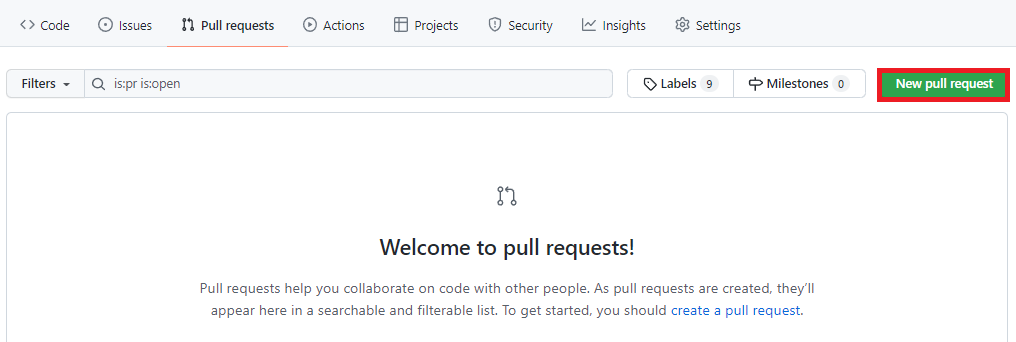 Code Issues Pull requests Actions Projects Security Insights Settings
Filters is:pr is:open Labels 9 Milestones 0 New pull request
Welcome to pull requests!
Pull requests help you collaborate on code with other people. As pull requests are created, they’ll
appear here in a searchable and filterable list. To get started, you should create a pull request.